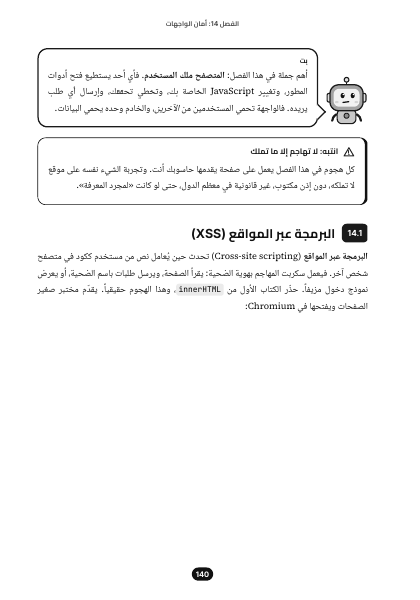 الفصل 14: أمان الواجهات
بِت
أهم جملة في هذا الفصل: المتصفح ملك المستخدم. فأي أحد يستطيع فتح أدوات
المطور، وتغيير JavaScript الخاصة بك، وتخطي تحققك، وإرسال أي طلب
يريده. فالواجهة تحمي المستخدمين من الآخرين، والخادم وحده يحمي البيانات.
انتبه: لا تهاجم إلا ما تملك
كل هجوم في هذا الفصل يعمل على صفحة يقدمها حاسوبك أنت. وتجربة الشيء نفسه على موقع
لا تملكه، دون إذن مكتوب، غير قانونية في معظم الدول، حتى لو كانت «لمجرد المعرفة».
14.1 البرمجة عبر المواقع (XSS)
البرمجة عبر المواقع (Cross-site scripting) تحدث حين يُعامل نص من مستخدم ككود في متصفح
شخص آخر. فيعمل سكربت المهاجم بهوية الضحية: يقرأ الصفحة، ويرسل طلبات باسم الضحية، أو يعرض
نموذج دخول مزيفاً. حذّر الكتاب الأول من innerHTML، وهذا الهجوم حقيقياً. يقدّم مختبر صغير
الصفحات ويفتحها في Chromium:
140